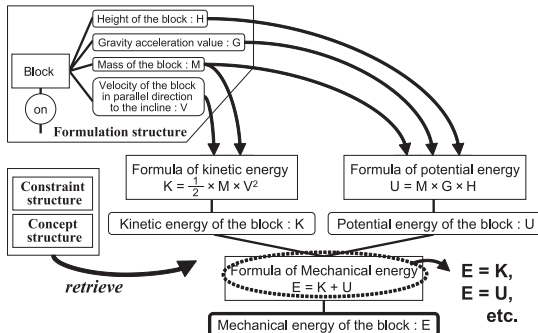 Height of the block : H
Gravity acceleration value : G
Mass of the block : M
Velocity of the block
in parallel direction
to the incline : V
Block
on
Formulation structure
Formula of kinetic energy
K = 1/2 × M × V²
Formula of potential energy
U = M × G × H
Constraint
structure
Concept
structure
Kinetic energy of the block : K
Potential energy of the block : U
retrieve
Formula of Mechanical energy
E = K + U
E = K,
E = U,
etc.
Mechanical energy of the block : E